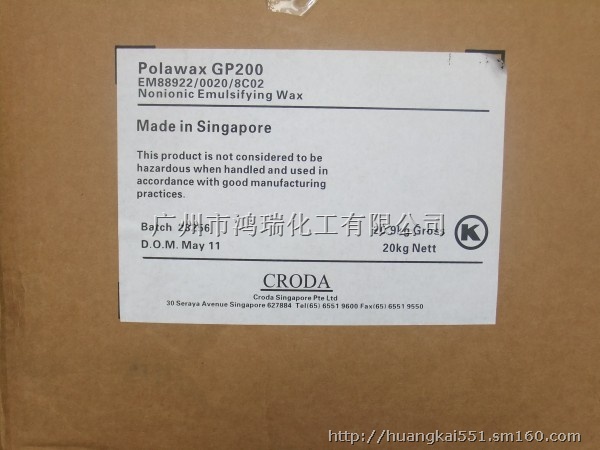 Polawax GP200
EM88922/0020/8C02
Nonionic Emulsifying Wax
Made in Singapore
This product is not considered to be
hazardous when handled and used in
accordance with good manufacturing
practices.
Batch
Gross
广州市鸿瑞化工有限公司
D.O.M. May 11
20kg Nett
K
CRODA
Croda Singapore Pte Ltd
30 Seraya Avenue Singapore 627884 Tel(65) 6551 9600 Fax(65) 6551 9550
http://huangkai551.sm160.com/